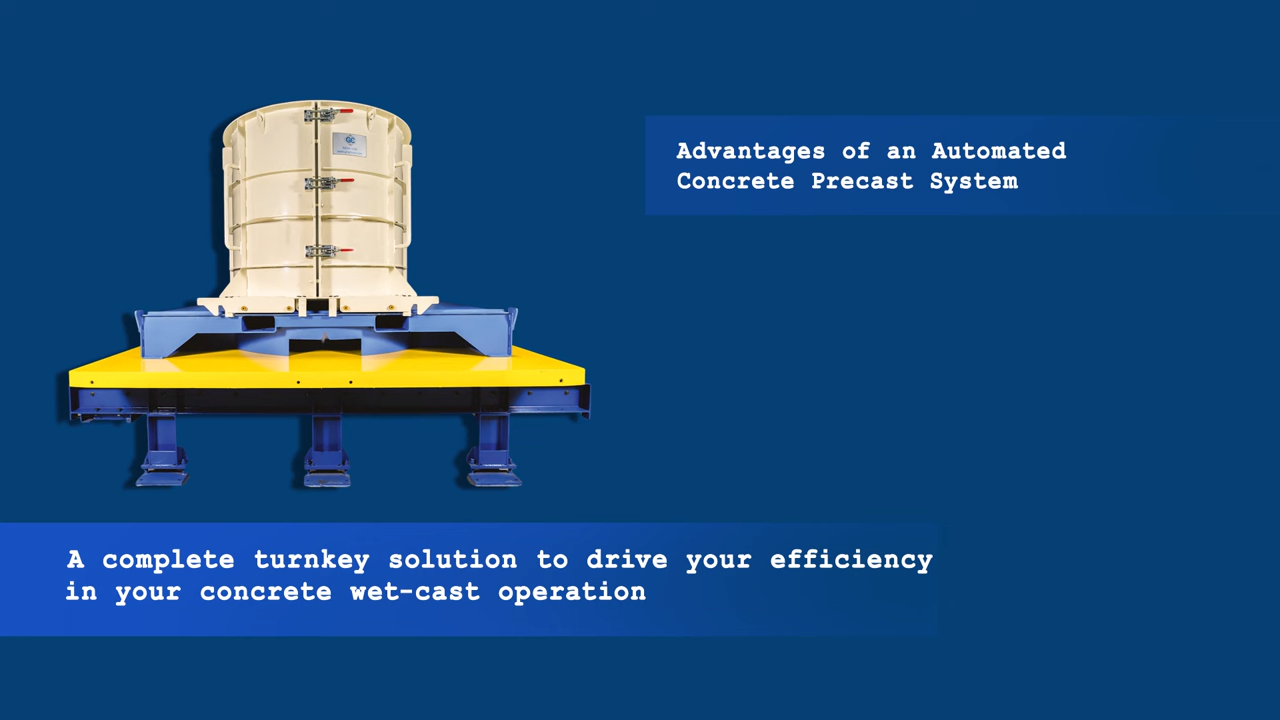 Advantages of an Automated
Concrete Precast System
A complete turnkey solution to drive your efficiency
in your concrete wet-cast operation